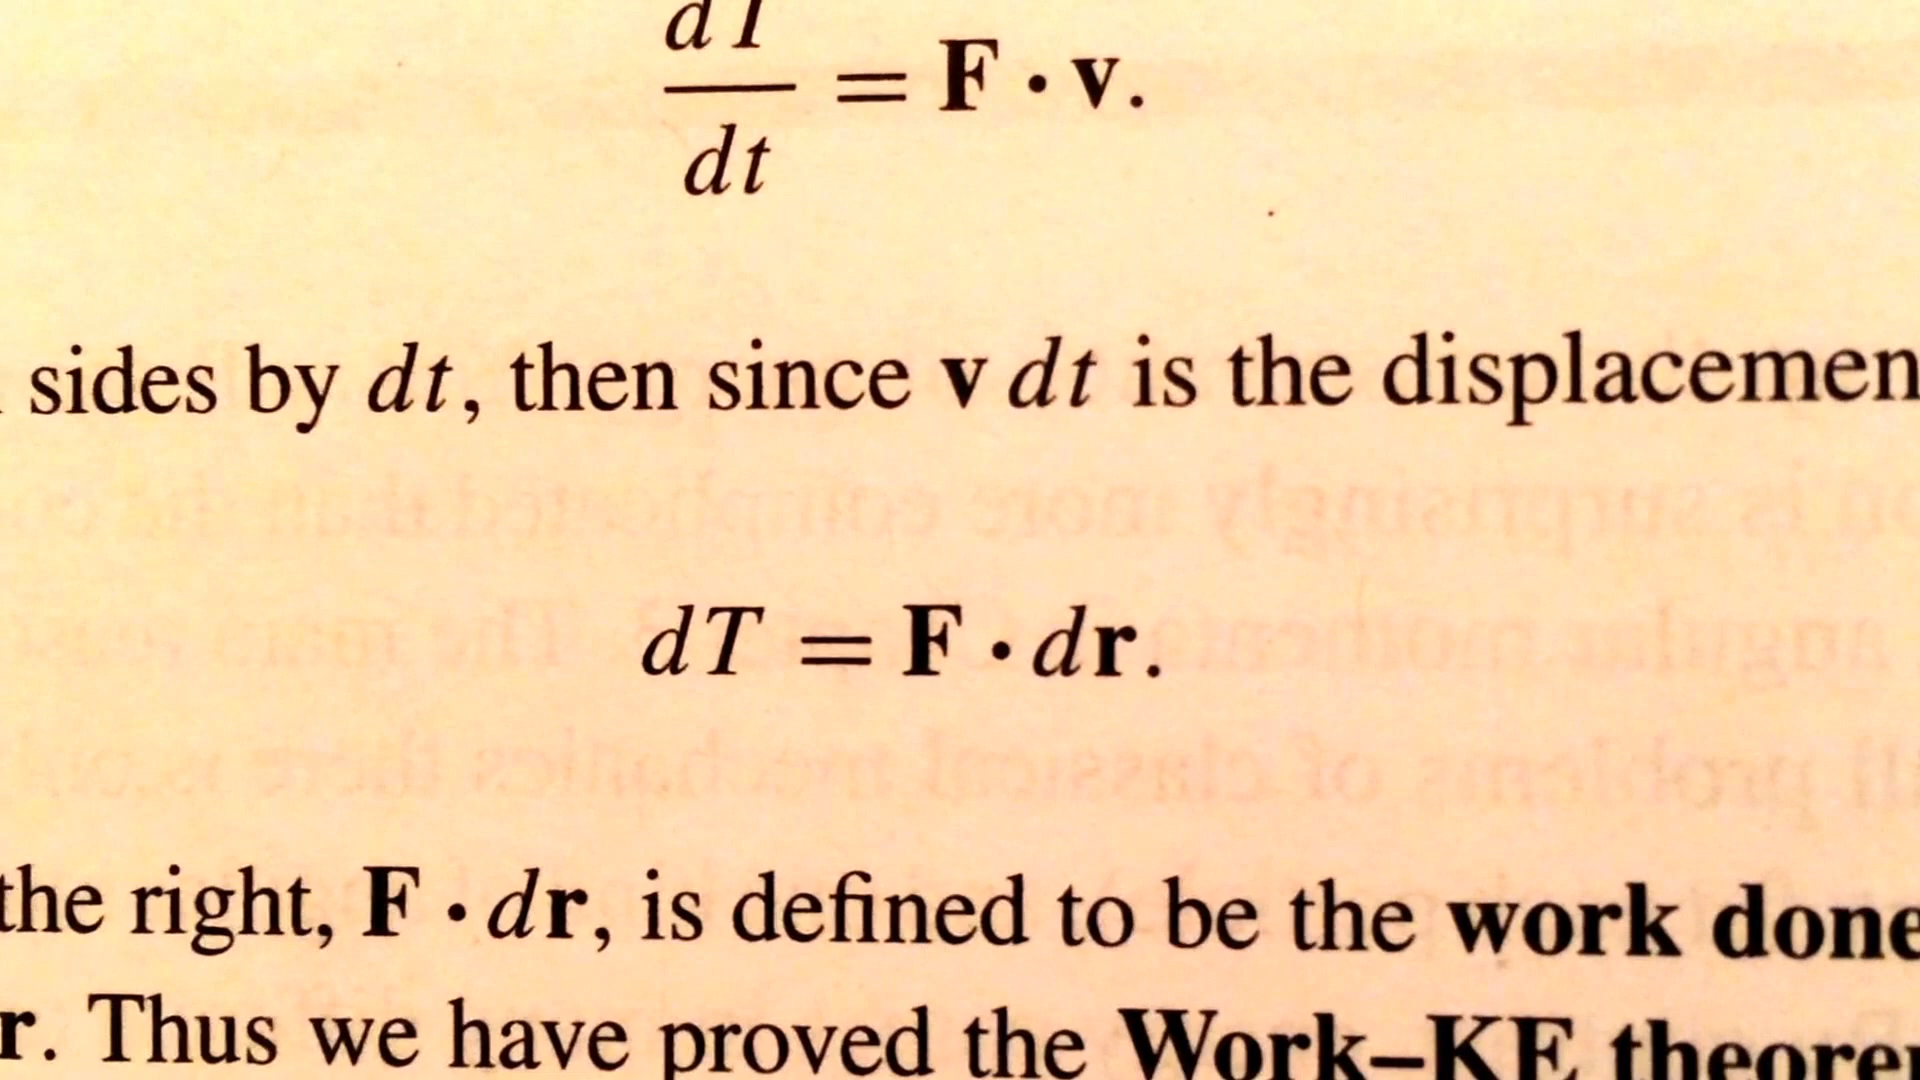 dT/dt = F · v.
sides by dt, then since v dt is the displacemen
dT = F · dr.
the right, F · dr, is defined to be the work done
r. Thus we have proved the Work–KE theorem